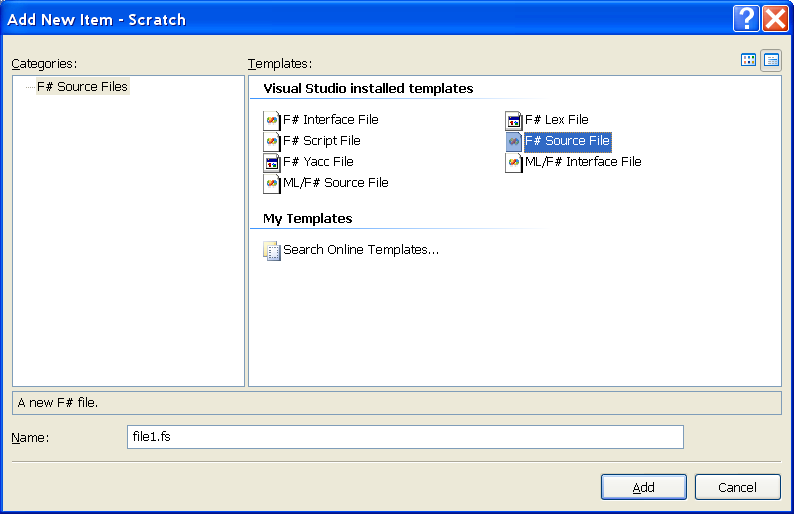 Add New Item - Scratch
Categories:
Templates:
F# Source Files
Visual Studio installed templates
F# Interface File
F# Lex File
F# Script File
F# Source File
F# Yacc File
ML/F# Interface File
ML/F# Source File
My Templates
Search Online Templates...
A new F# file.
Name:
file1.fs
Add
Cancel